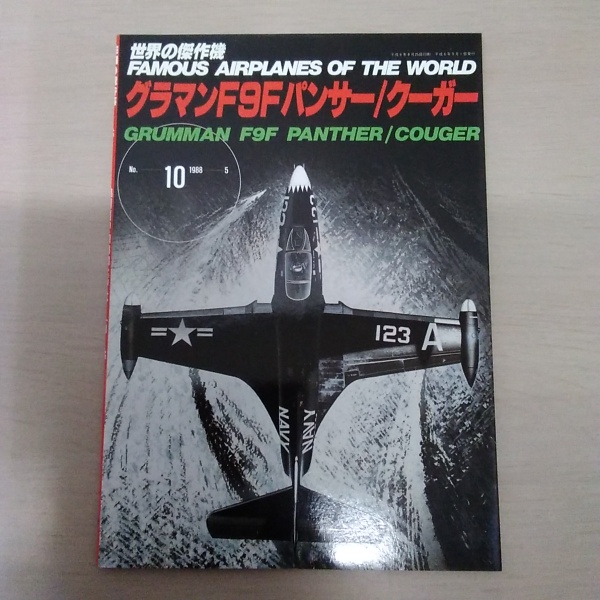 世界の傑作機
FAMOUS AIRPLANES OF THE WORLD
グラマンF9Fパンサー/クーガー
GRUMMAN F9F PANTHER/COUGER
No. 10 1988 5
123 A
NAVY
NAVY